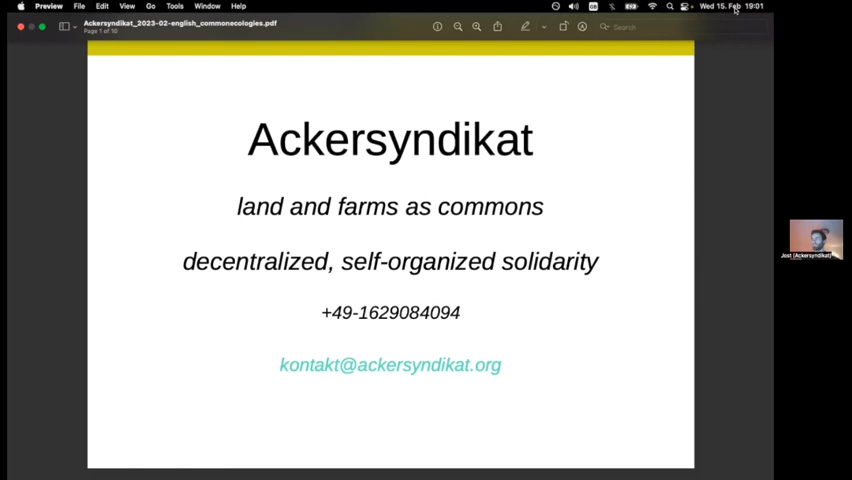 Preview File Edit View Go Tools Window Help
Wed 15. Feb 19:01
Ackersyndikat_2023-02-english_commonecologies.pdf
Page 1 of 10
Search
Ackersyndikat
land and farms as commons
decentralized, self-organized solidarity
+49-1629084094
kontakt@ackersyndikat.org
Jost (Ackersyndikat)